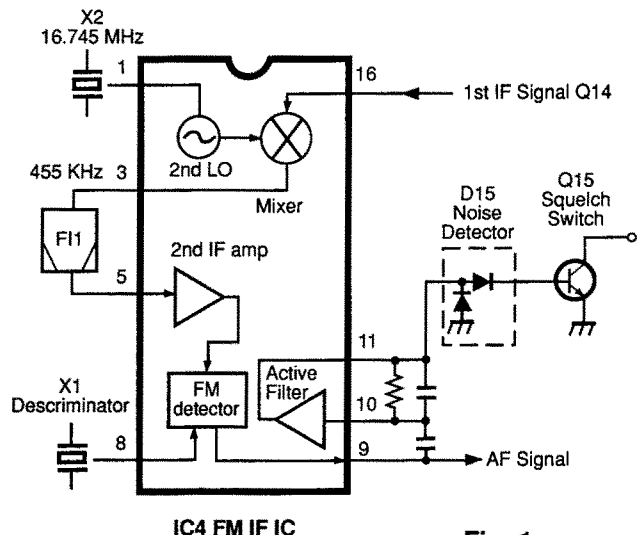 X2
16.745 MHz
1
16
1st IF Signal Q14
2nd LO
Mixer
455 KHz
3
FI1
5
2nd IF amp
D15
Noise
Detector
Q15
Squelch
Switch
11
Active
Filter
10
X1
Descriminator
FM
detector
8
9
AF Signal
IC4 FM IF IC